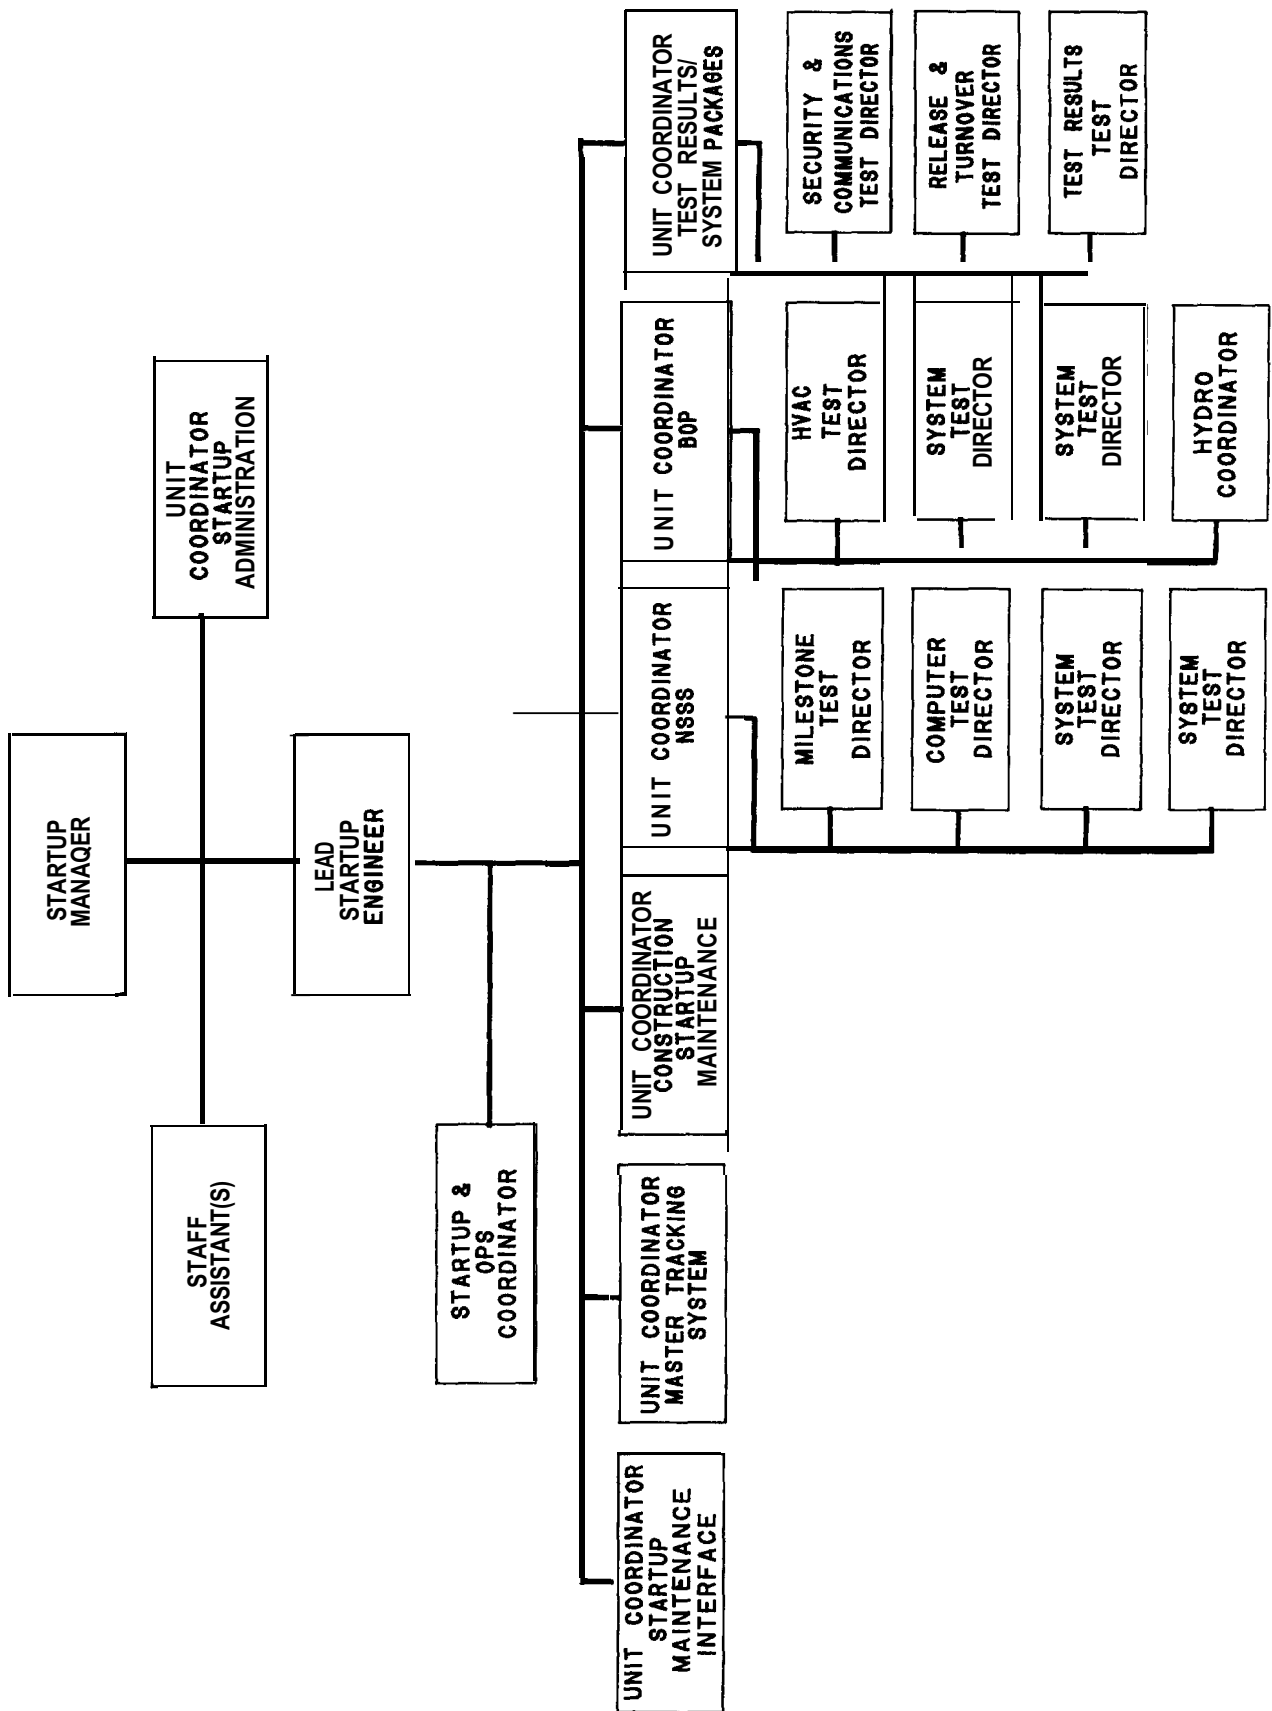 STARTUP
MANAQER
STAFF
ASSISTANT(S)
UNIT
COORDINATOR
STARTUP
ADMINISTRATION
LEAD
STARTUP
ENGINEER
STARTUP &
OPS
COORDINATOR
UNIT COORDINATOR
STARTUP
MAINTENANCE
INTERFACE
UNIT COORDINATOR
MASTER TRACKING
SYSTEM
UNIT COORDINATOR
CONSTRUCTION
STARTUP
MAINTENANCE
UNIT COORDINATOR
NSSS
UNIT COORDINATOR
BOP
UNIT COORDINATOR
TEST RESULTS/
SYSTEM PACKAGES
MILESTONE
TEST
DIRECTOR
COMPUTER
TEST
DIRECTOR
SYSTEM
TEST
DIRECTOR
SYSTEM
TEST
DIRECTOR
HVAC
TEST
DIRECTOR
SYSTEM
TEST
DIRECTOR
SYSTEM
TEST
DIRECTOR
HYDRO
COORDINATOR
SECURITY &
COMMUNICATIONS
TEST DIRECTOR
RELEASE &
TURNOVER
TEST DIRECTOR
TEST RESULTS
TEST
DIRECTOR